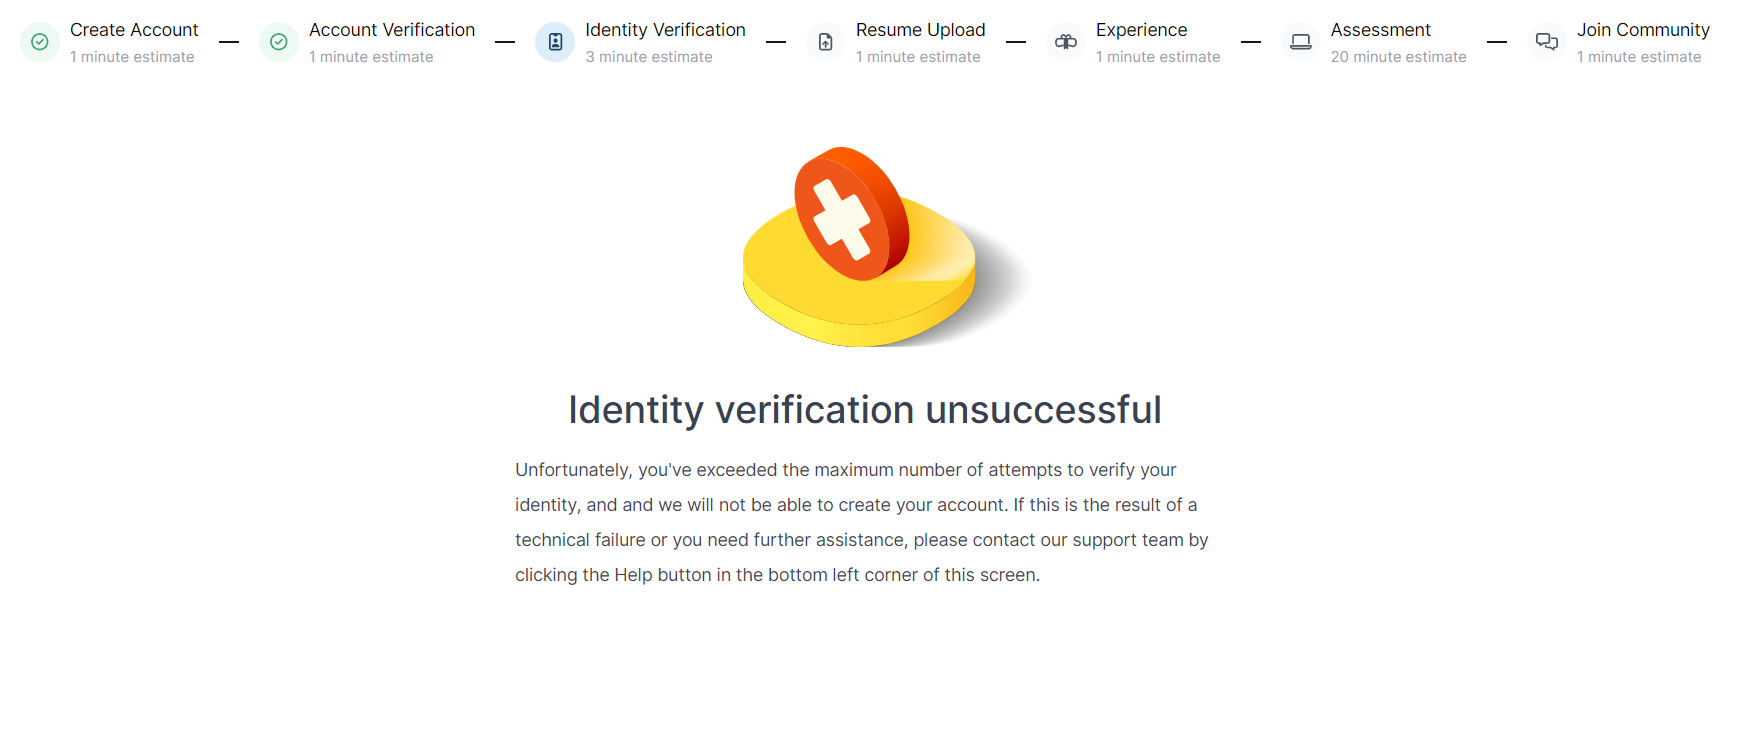 Create Account
1 minute estimate
Account Verification
1 minute estimate
Identity Verification
3 minute estimate
Resume Upload
1 minute estimate
Experience
1 minute estimate
Assessment
20 minute estimate
Join Community
1 minute estimate
Identity verification unsuccessful
Unfortunately, you've exceeded the maximum number of attempts to verify your
identity, and and we will not be able to create your account. If this is the result of a
technical failure or you need further assistance, please contact our support team by
clicking the Help button in the bottom left corner of this screen.